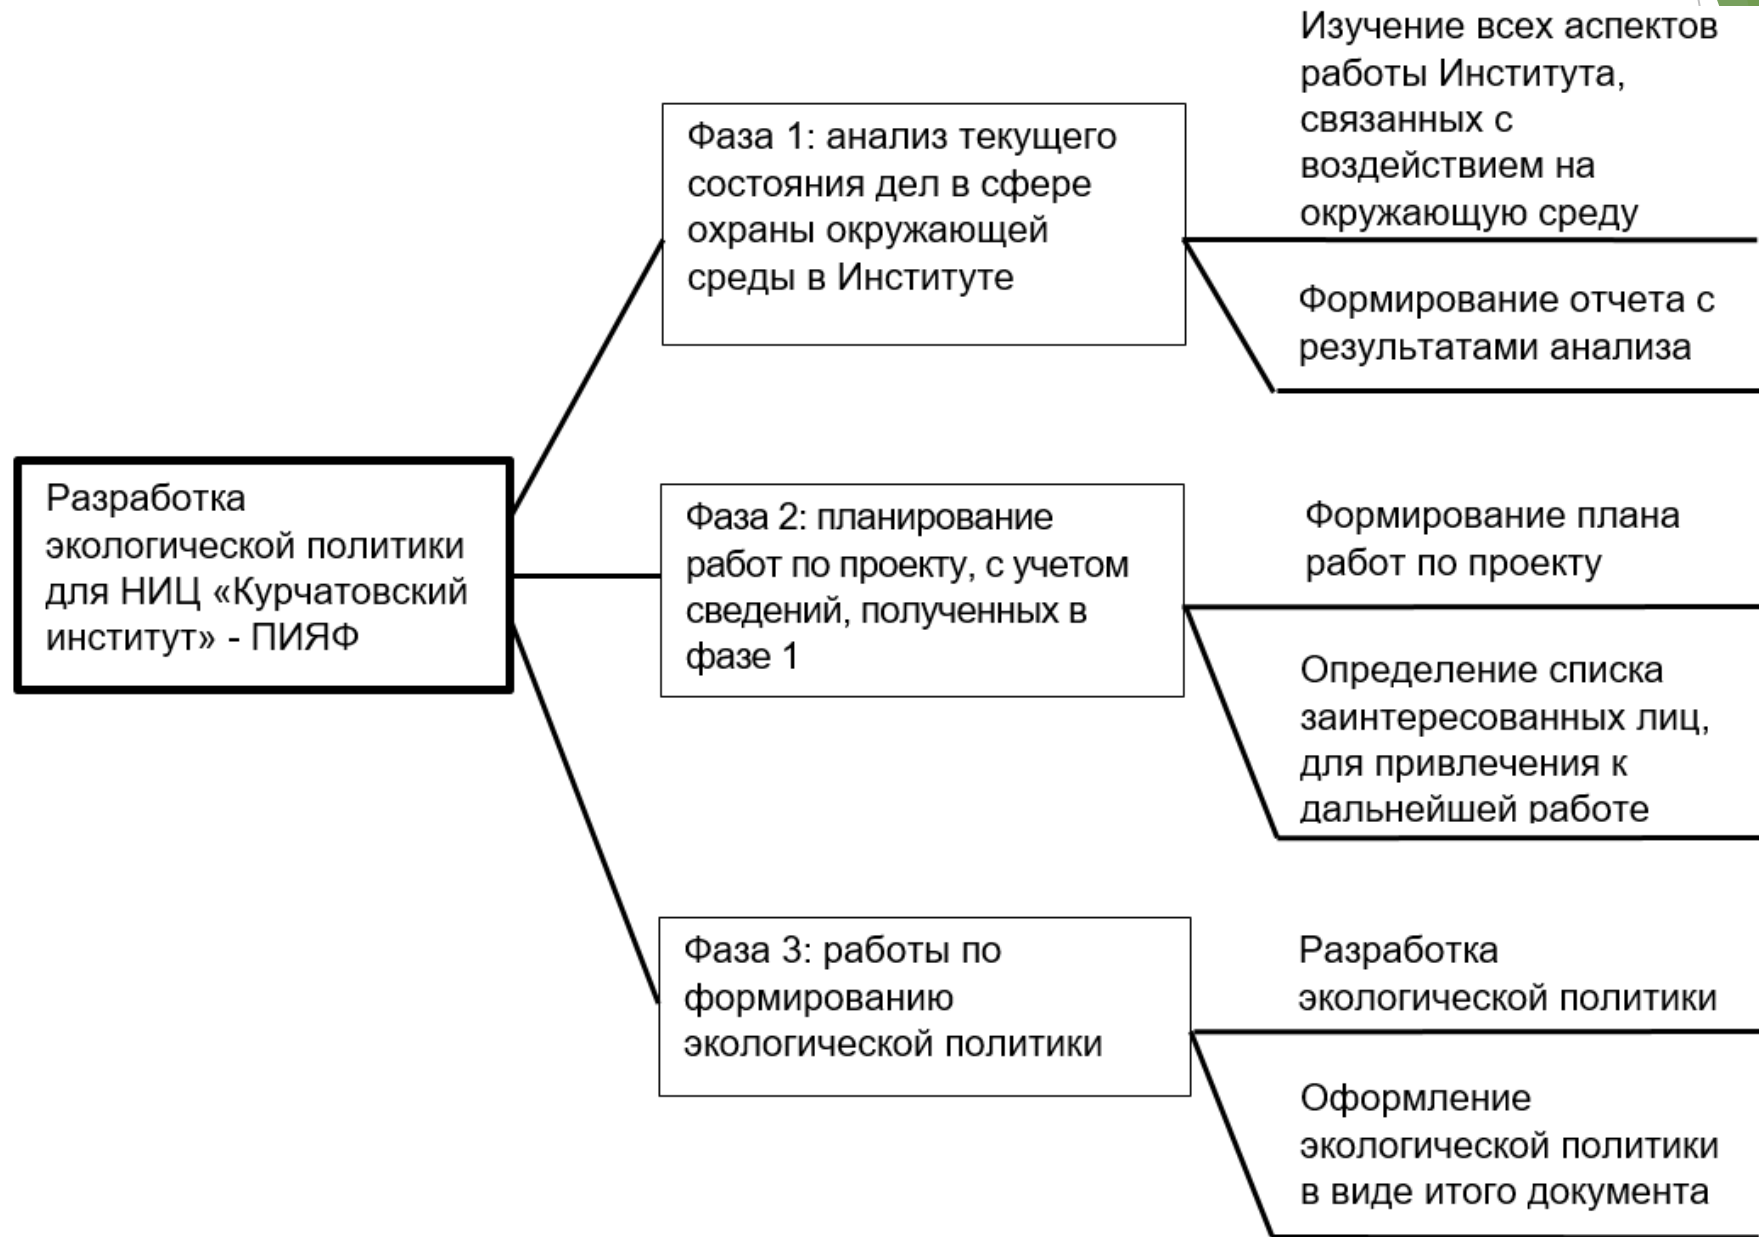 Разработка
экологической политики
для НИЦ «Курчатовский
институт» - ПИЯФ
Фаза 1: анализ текущего
состояния дел в сфере
охраны окружающей
среды в Институте
Изучение всех аспектов
работы Института,
связанных с
воздействием на
окружающую среду
Формирование отчета с
результатами анализа
Фаза 2: планирование
работ по проекту, с учетом
сведений, полученных в
фазе 1
Формирование плана
работ по проекту
Определение списка
заинтересованных лиц,
для привлечения к
дальнейшей работе
Фаза 3: работы по
формированию
экологической политики
Разработка
экологической политики
Оформление
экологической политики
в виде итого документа